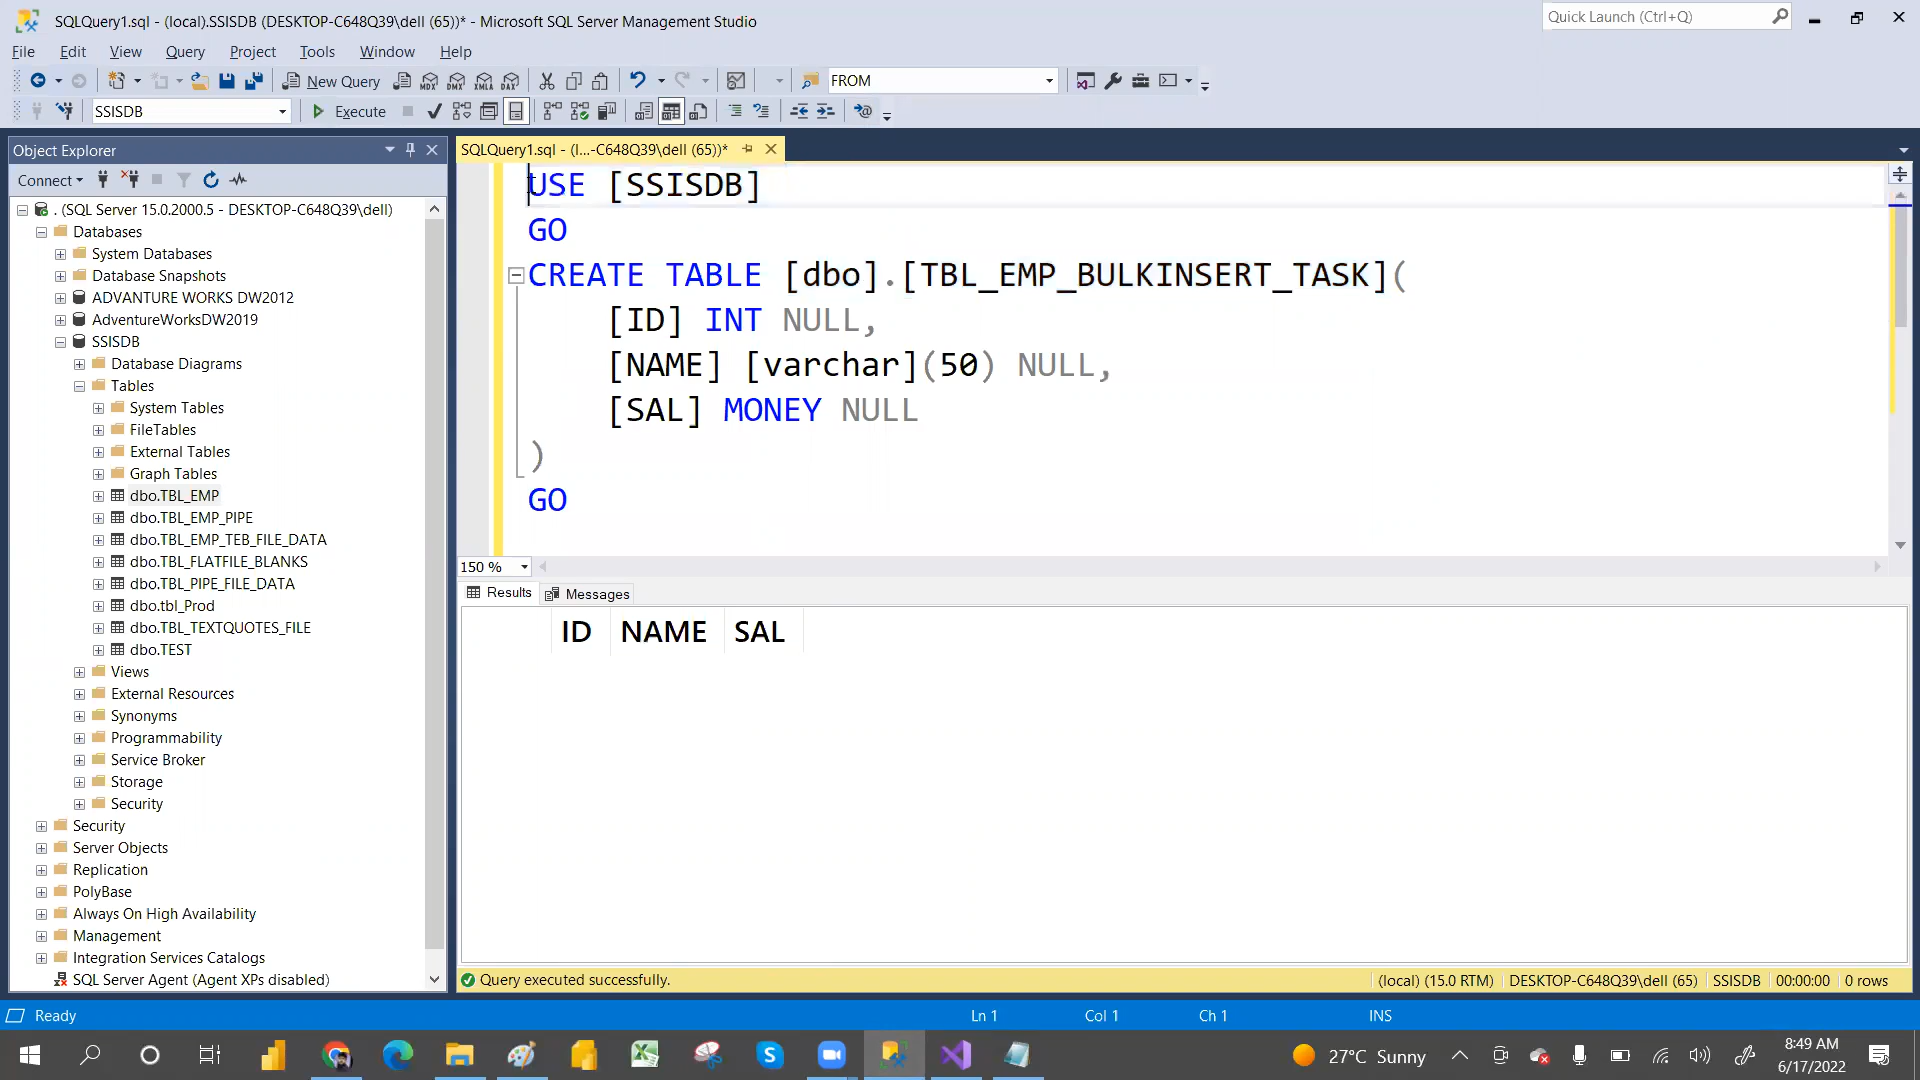 SQLQuery1.sql - (local).SSISDB (DESKTOP-C648Q39\dell (65))* - Microsoft SQL Server Management Studio
Quick Launch (Ctrl+Q)
File Edit View Query Project Tools Window Help
New Query MDX DMX XMLA DAX FROM
SSISDB Execute
Object Explorer
SQLQuery1.sql - (l...-C648Q39\dell (65))*
Connect
. (SQL Server 15.0.2000.5 - DESKTOP-C648Q39\dell)
Databases
System Databases
Database Snapshots
ADVANTURE WORKS DW2012
AdventureWorksDW2019
SSISDB
Database Diagrams
Tables
System Tables
FileTables
External Tables
Graph Tables
dbo.TBL_EMP
dbo.TBL_EMP_PIPE
dbo.TBL_EMP_TEB_FILE_DATA
dbo.TBL_FLATFILE_BLANKS
dbo.TBL_PIPE_FILE_DATA
dbo.tbl_Prod
dbo.TBL_TEXTQUOTES_FILE
dbo.TEST
Views
External Resources
Synonyms
Programmability
Service Broker
Storage
Security
Security
Server Objects
Replication
PolyBase
Always On High Availability
Management
Integration Services Catalogs
SQL Server Agent (Agent XPs disabled)
USE [SSISDB]
GO
CREATE TABLE [dbo].[TBL_EMP_BULKINSERT_TASK](
[ID] INT NULL,
[NAME] [varchar](50) NULL,
[SAL] MONEY NULL
)
GO
150 %
Results Messages
ID NAME SAL
Query executed successfully. (local) (15.0 RTM) DESKTOP-C648Q39\dell (65) SSISDB 00:00:00 0 rows
Ready Ln 1 Col 1 Ch 1 INS
27°C Sunny
8:49 AM
6/17/2022